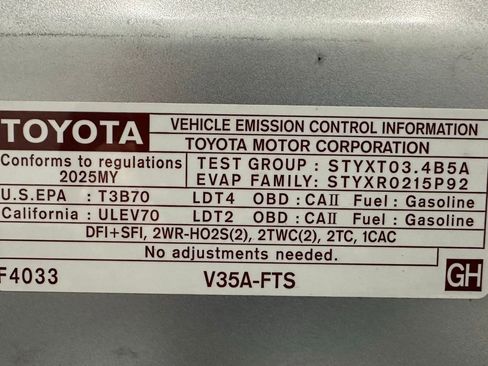 TOYOTA
VEHICLE EMISSION CONTROL INFORMATION
TOYOTA MOTOR CORPORATION
Conforms to regulations
2025MY
TEST GROUP : STYXT03.4B5A
EVAP FAMILY: STYXR0215P92
U.S.EPA : T3B70 LDT4 OBD : CAII Fuel : Gasoline
California : ULEV70 LDT2 OBD : CAII Fuel : Gasoline
DFI+SFI, 2WR-HO2S(2), 2TWC(2), 2TC, 1CAC
No adjustments needed.
F4033 V35A-FTS GH